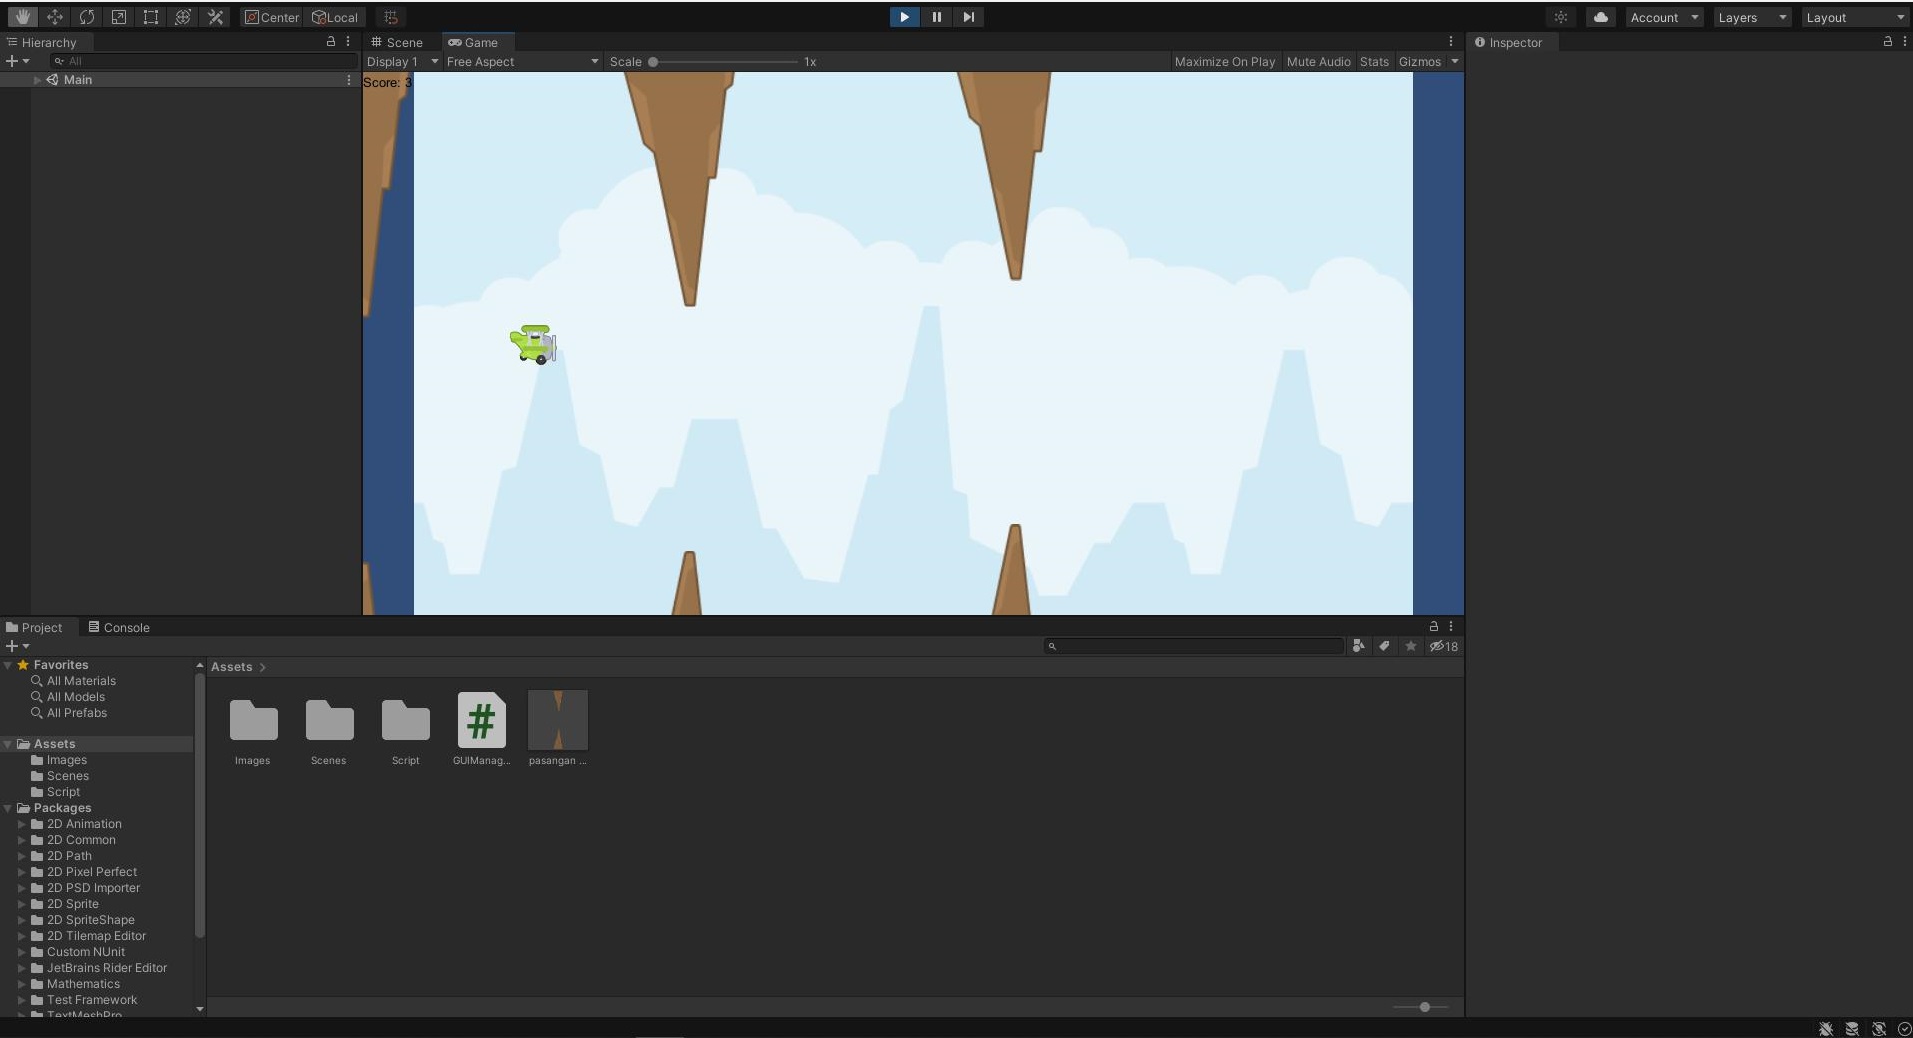 Center Local Account Layers Layout
Hierarchy
All
Main
Scene Game
Display 1 Free Aspect Scale 1x Maximize On Play Mute Audio Stats Gizmos
Score: 3
Inspector
Project Console
18
Favorites
All Materials
All Models
All Prefabs
Assets
Images
Scenes
Script
Packages
2D Animation
2D Common
2D Path
2D Pixel Perfect
2D PSD Importer
2D Sprite
2D SpriteShape
2D Tilemap Editor
Custom NUnit
JetBrains Rider Editor
Mathematics
Test Framework
TextMeshPro
Assets
Images Scenes Script GUIManag... pasangan ...